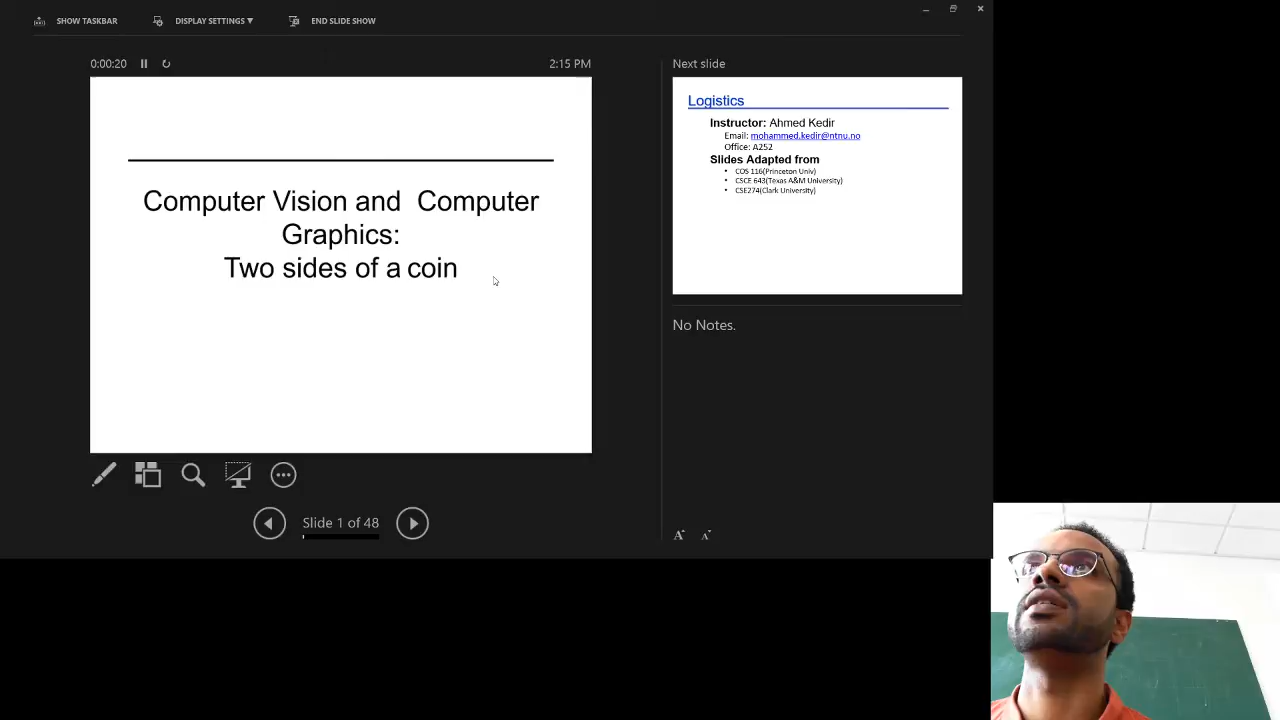 SHOW TASKBAR
DISPLAY SETTINGS ▼
END SLIDE SHOW
0:00:20
2:15 PM
Computer Vision and Computer
Graphics:
Two sides of a coin
Slide 1 of 48
Next slide
Logistics
Instructor: Ahmed Kedir
Email: mohammed.kedir@ntnu.no
Office: A252
Slides Adapted from
• COS 116(Princeton Univ)
• CSCE 643(Texas A&M University)
• CSE274(Clark University)
No Notes.
A A